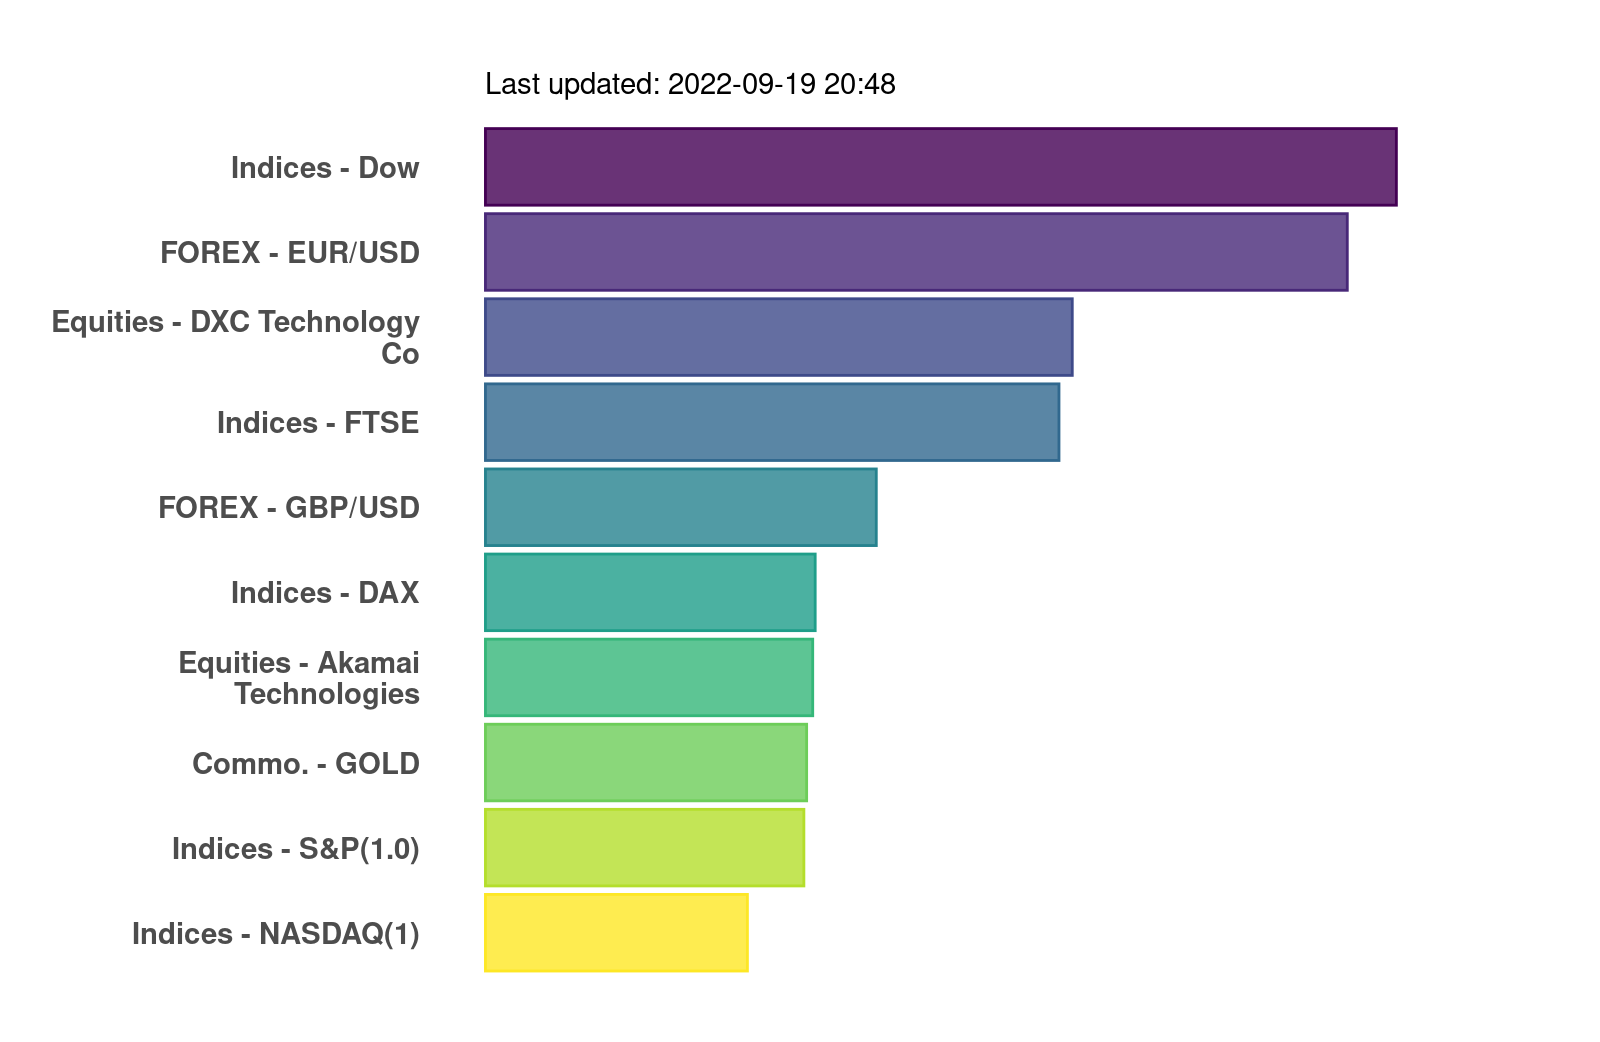 Last updated: 2022-09-19 20:48
Indices - Dow
FOREX - EUR/USD
Equities - DXC Technology
Co
Indices - FTSE
FOREX - GBP/USD
Indices - DAX
Equities - Akamai
Technologies
Commo. - GOLD
Indices - S&P(1.0)
Indices - NASDAQ(1)